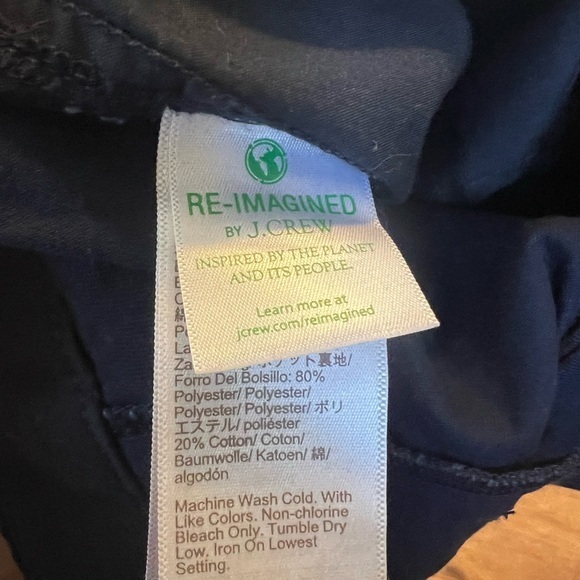 RE-IMAGINED
BY J.CREW
INSPIRED BY THE PLANET
AND ITS PEOPLE.
Learn more at
jcrew.com/reimagined
裏地/
Forro Del Bolsillo: 80%
Polyester/ Polyester/
Polyester/ Polyester/ ポリ
エステル/ poliéster
20% Cotton/ Coton/
Baumwolle/ Katoen/ 綿/
algodón
Machine Wash Cold. With
Like Colors. Non-chlorine
Bleach Only. Tumble Dry
Low. Iron On Lowest
Setting.